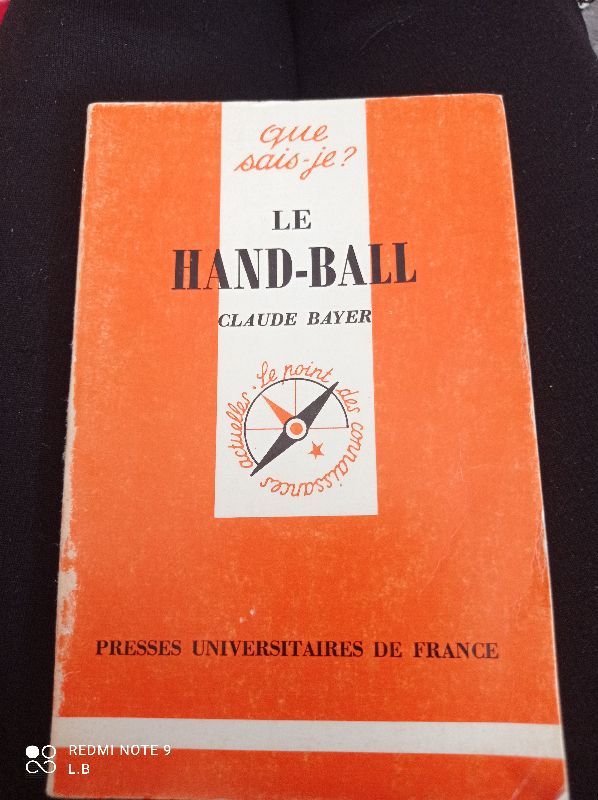 que
sais-je?
LE
HAND-BALL
CLAUDE BAYER
Le point des connaissances actuelles.
PRESSES UNIVERSITAIRES DE FRANCE
REDMI NOTE 9
L.B